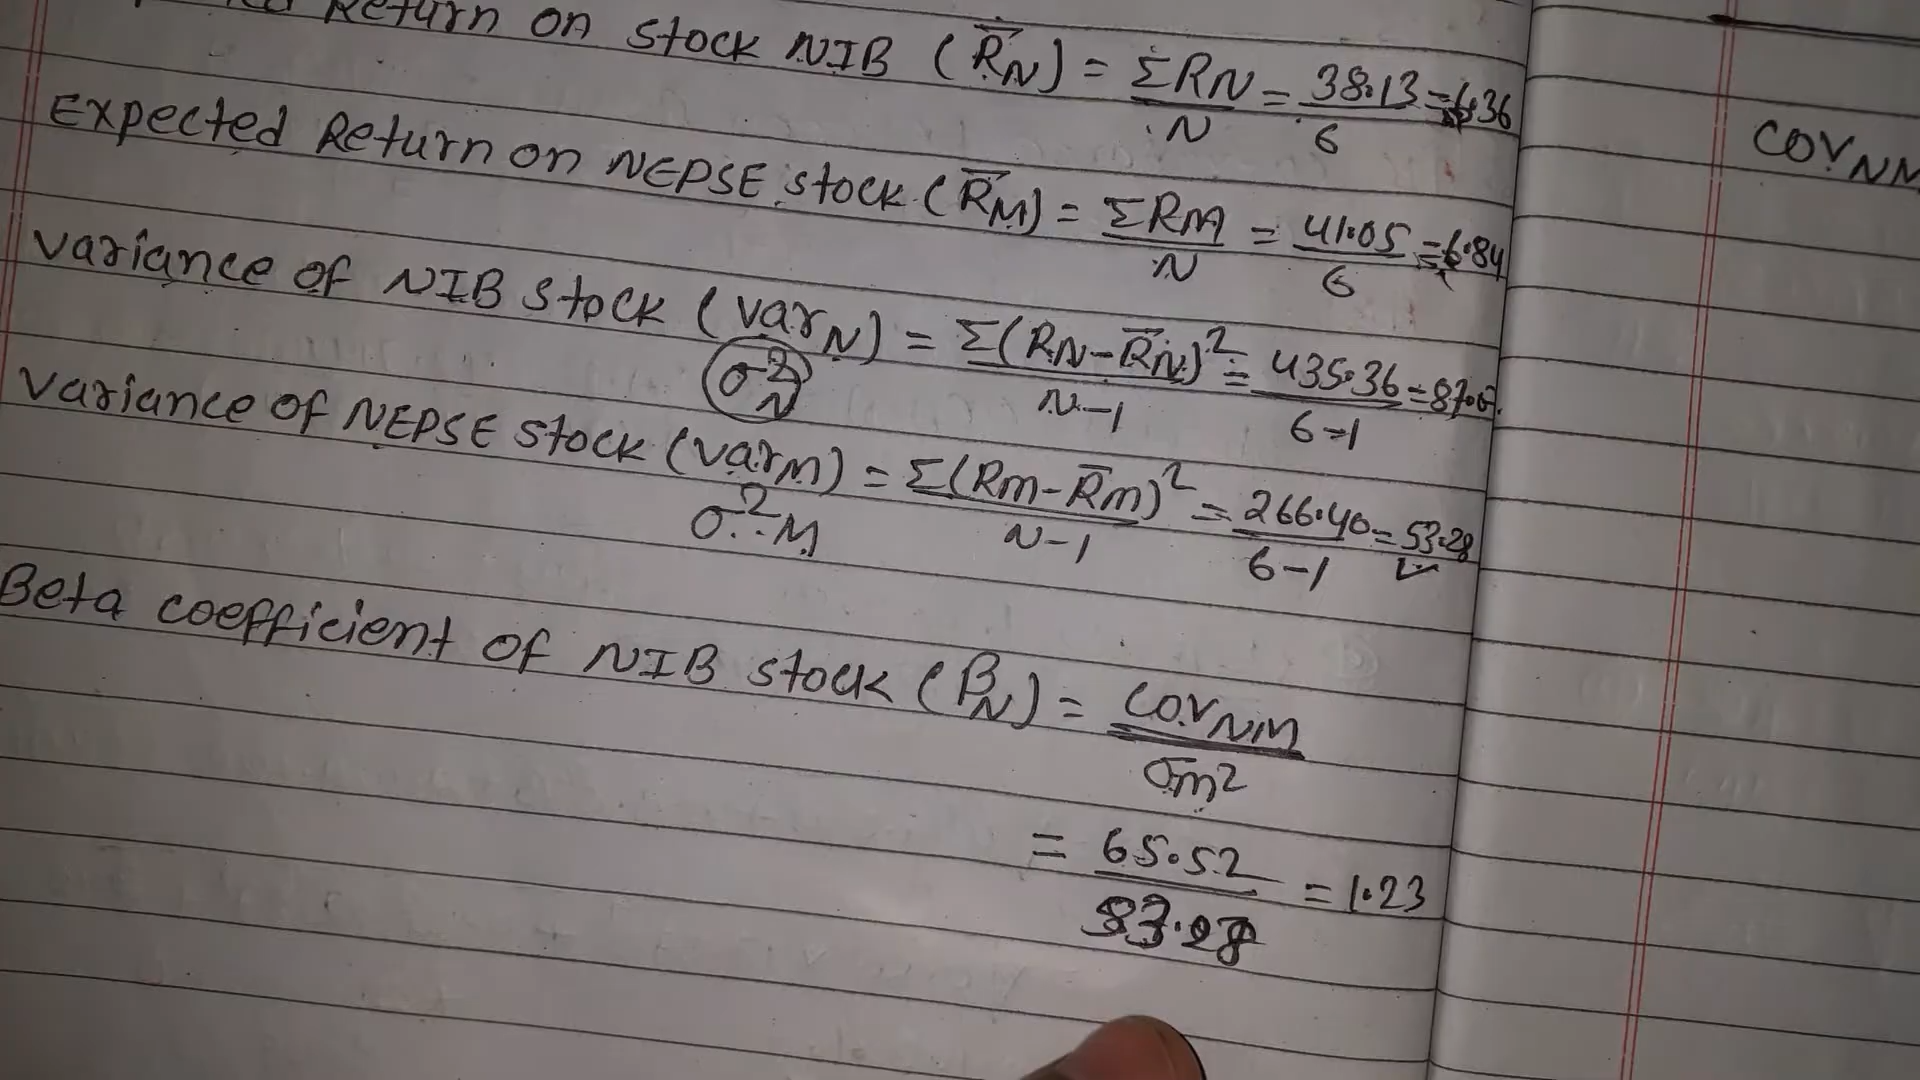 Return on stock NIB (R̅N) = ΣRN/N = 38.13/6 = 6.36
Expected Return on NEPSE stock (R̅M) = ΣRM/N = 41.05/6 = 6.84
Variance of NIB stock (VarN) = Σ(RN-R̅N)²/N-1 = 435.36/6-1 = 87.07
σ²N
Variance of NEPSE stock (VarM) = Σ(Rm-R̅m)²/N-1 = 266.40/6-1 = 53.28
σ²M
Beta coefficient of NIB stock (βN) = COVNM/σm2
= 65.52/53.28 = 1.23
COVNM